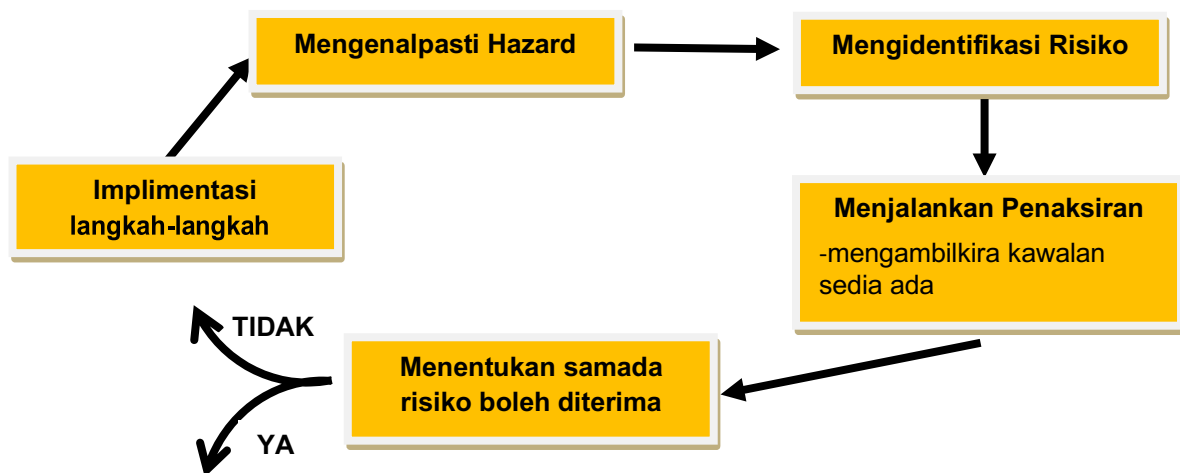 Mengenalpasti Hazard
Mengidentifikasi Risiko
Menjalankan Penaksiran
-mengambilkira kawalan
sedia ada
Menentukan samada
risiko boleh diterima
TIDAK
YA
Implimentasi
langkah-langkah